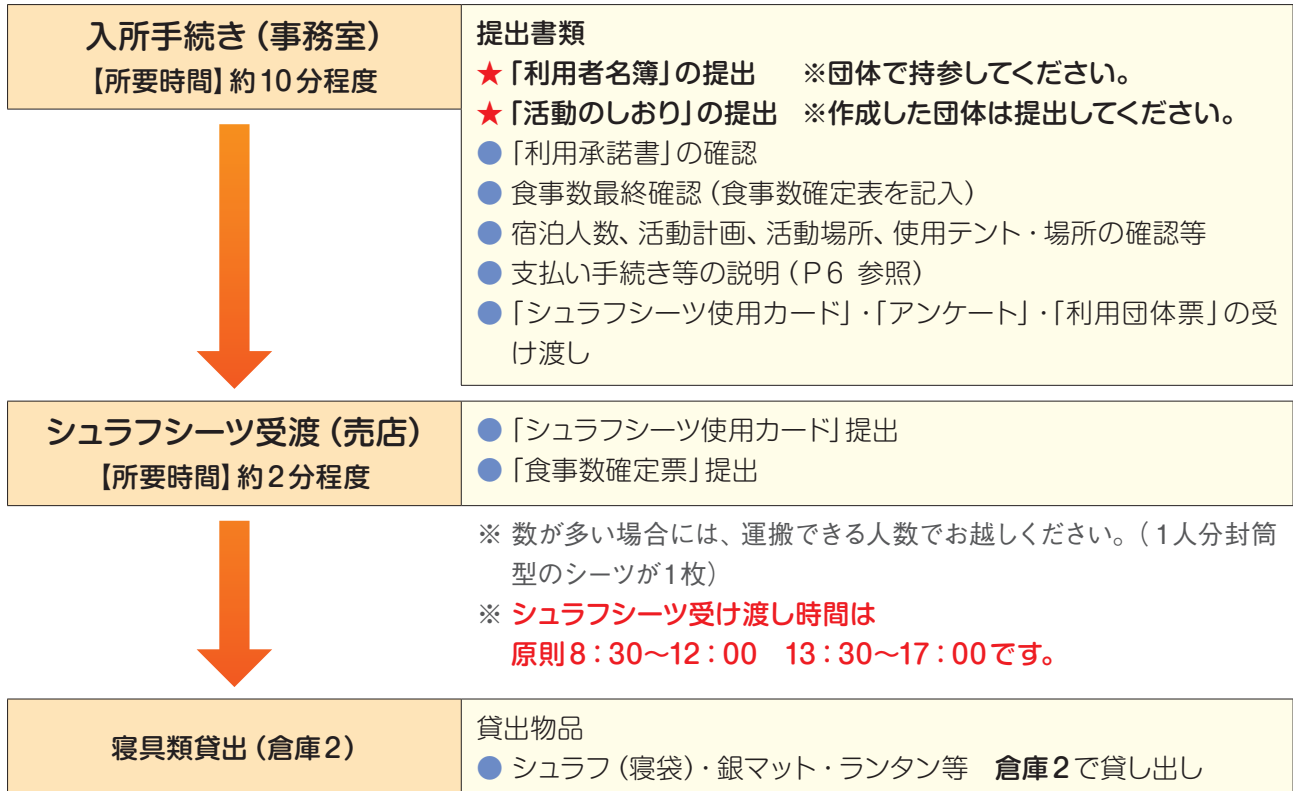 入所手続き（事務室）
【所要時間】約10分程度
提出書類
★「利用者名簿」の提出　※団体で持参してください。
★「活動のしおり」の提出　※作成した団体は提出してください。
●「利用承諾書」の確認
● 食事数最終確認（食事数確定表を記入）
● 宿泊人数、活動計画、活動場所、使用テント・場所の確認等
● 支払い手続き等の説明（P6 参照）
●「シュラフシーツ使用カード」・「アンケート」・「利用団体票」の受
け渡し
シュラフシーツ受渡（売店）
【所要時間】約2分程度
●「シュラフシーツ使用カード」提出
●「食事数確定票」提出
※ 数が多い場合には、運搬できる人数でお越しください。（1人分封筒
型のシーツが1枚）
※ シュラフシーツ受け渡し時間は
原則8：30～12：00　13：30～17：00です。
寝具類貸出（倉庫2）
貸出物品
● シュラフ（寝袋）・銀マット・ランタン等　倉庫2で貸し出し